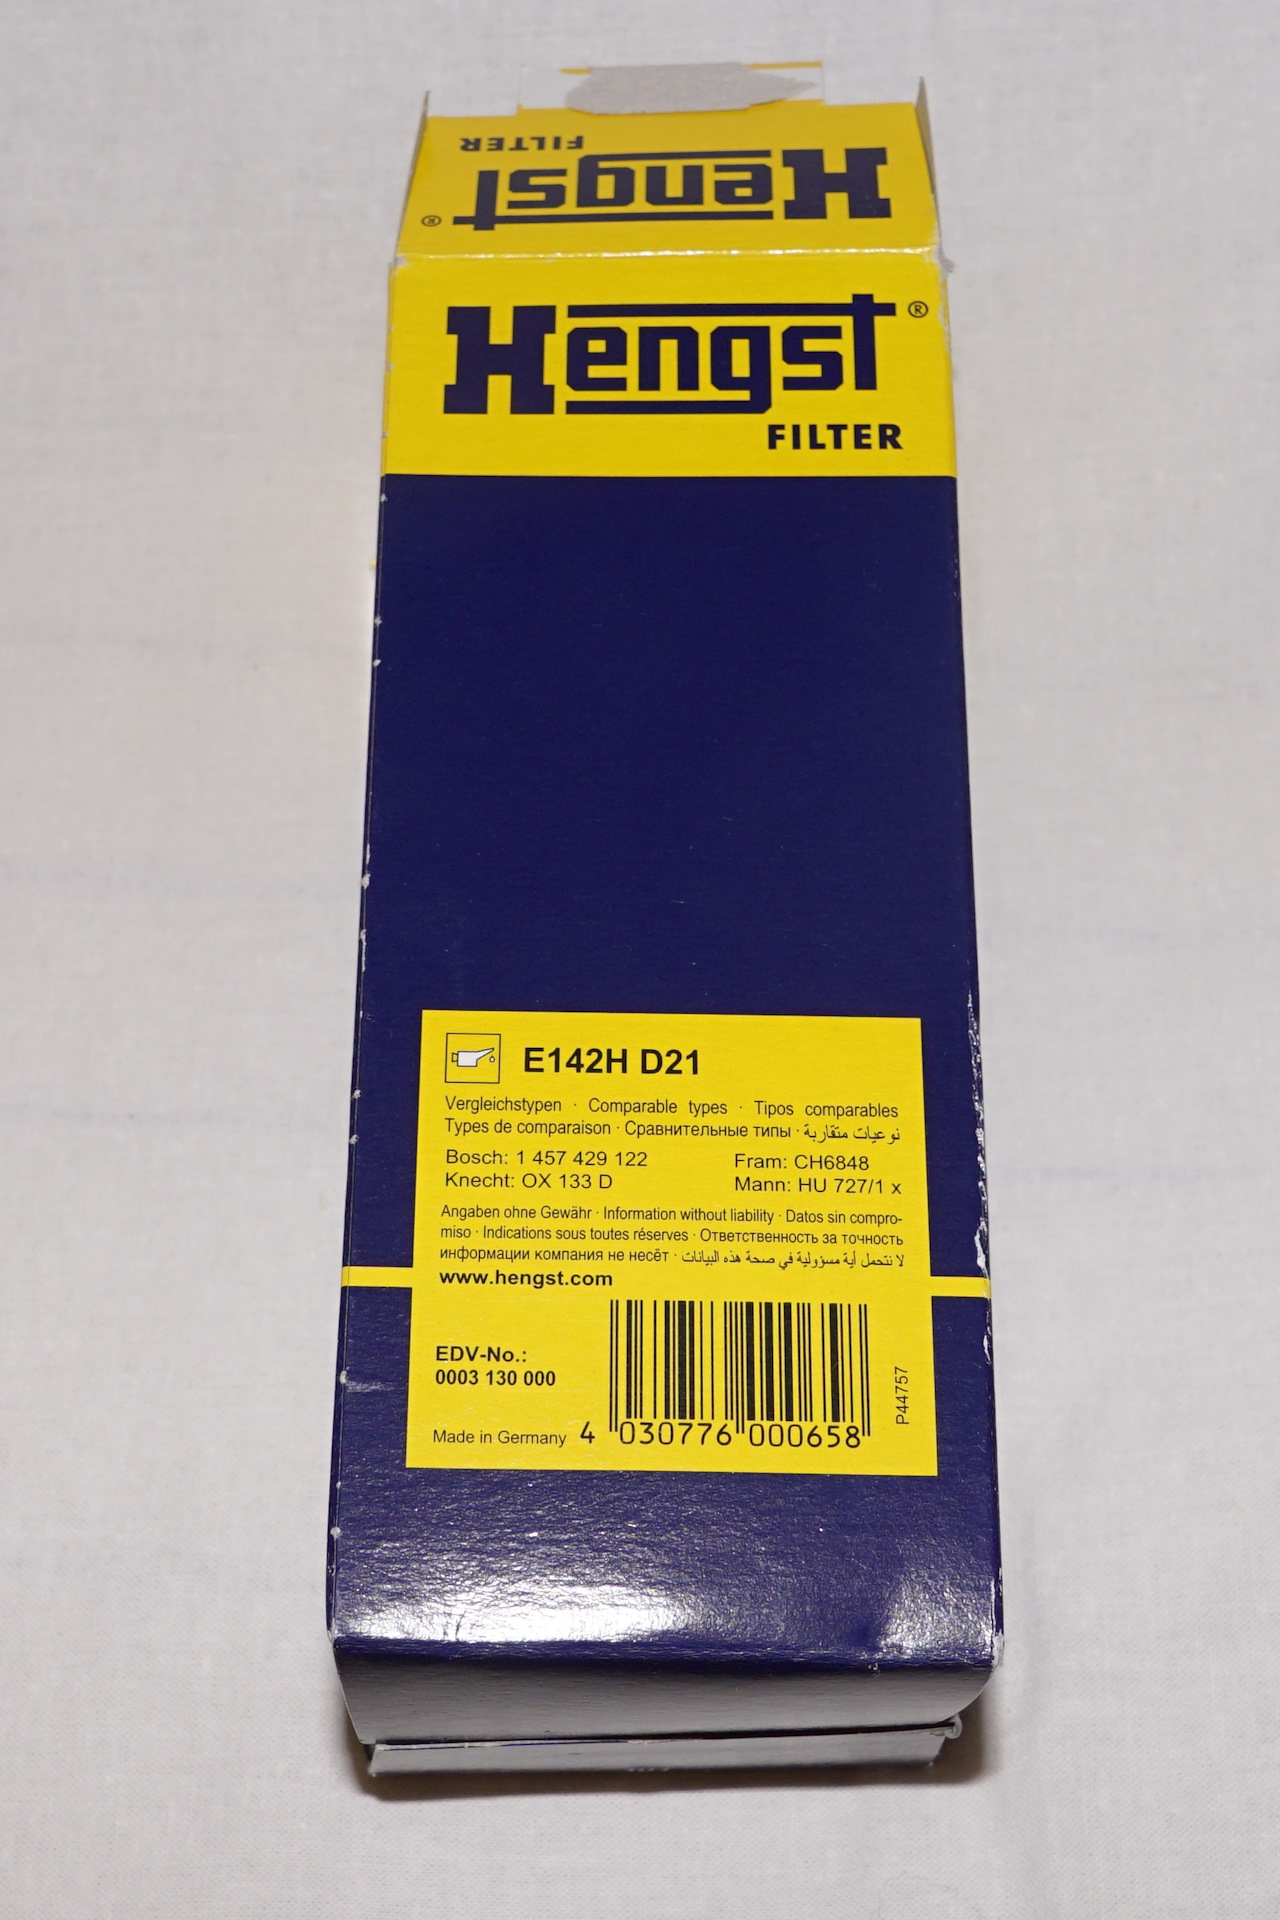 Hengst®
FILTER
Hengst®
FILTER
E142H D21
Vergleichstypen · Comparable types · Tipos comparables
Types de comparaison · Сравнительные типы · نوعيات متقاربة
Bosch: 1 457 429 122 Fram: CH6848
Knecht: OX 133 D Mann: HU 727/1 x
Angaben ohne Gewähr · Information without liability · Datos sin compro-
miso · Indications sous toutes réserves · Ответственность за точность
информации компания не несёт · لا نتحمل أية مسؤولية في صحة هذه البيانات
www.hengst.com
EDV-No.:
0003 130 000
P44757
Made in Germany 4 030776 000658